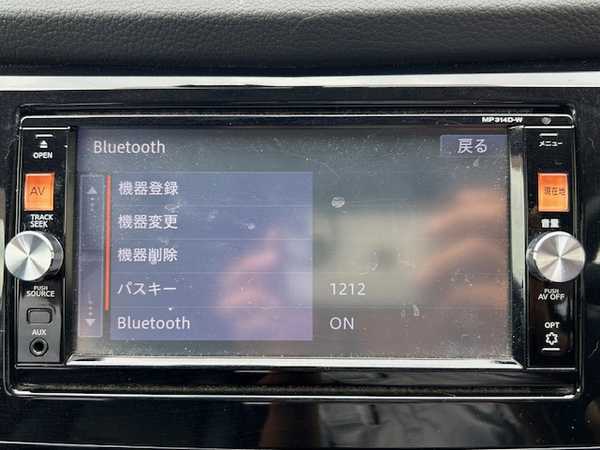 MP314D-W
OPEN
AV
TRACK
SEEK
PUSH
SOURCE
AUX
Bluetooth
戻る
機器登録
機器変更
機器削除
パスキー 1212
Bluetooth ON
メニュー
現在地
音量
PUSH
AV OFF
OPT